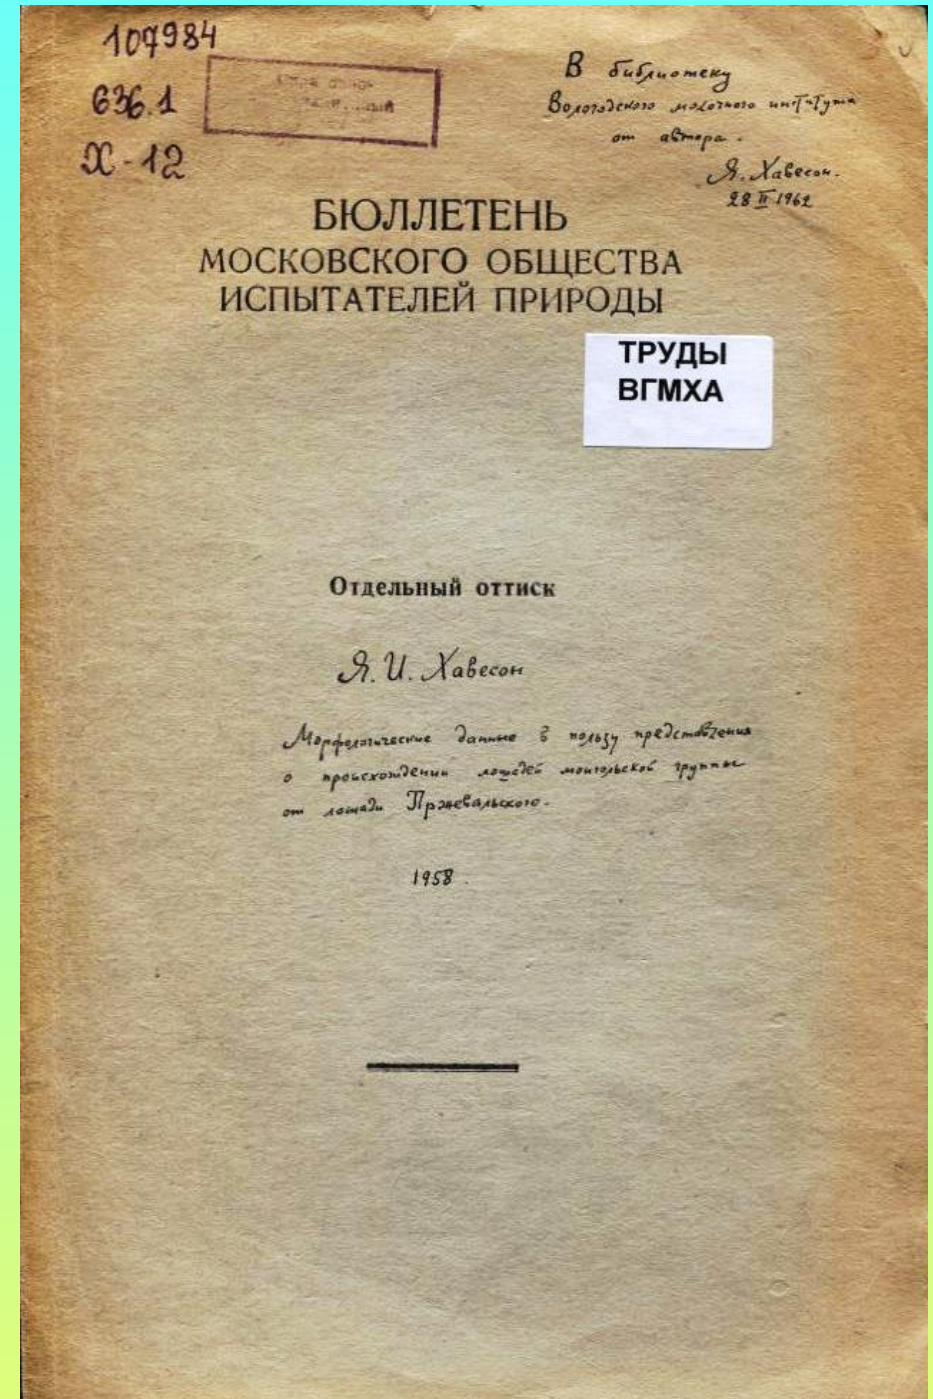 107984
636.1
Х-12
В библиотеку
Вологодского молочного института
от автора.
Я. Хавесон.
28 II 1962
БЮЛЛЕТЕНЬ
МОСКОВСКОГО ОБЩЕСТВА
ИСПЫТАТЕЛЕЙ ПРИРОДЫ
ТРУДЫ
ВГМХА
Отдельный оттиск
Я. И. Хавесон
Морфологические данные в пользу представления
о происхождении лошадей монгольской группы
от лошади Пржевальского.
1958.